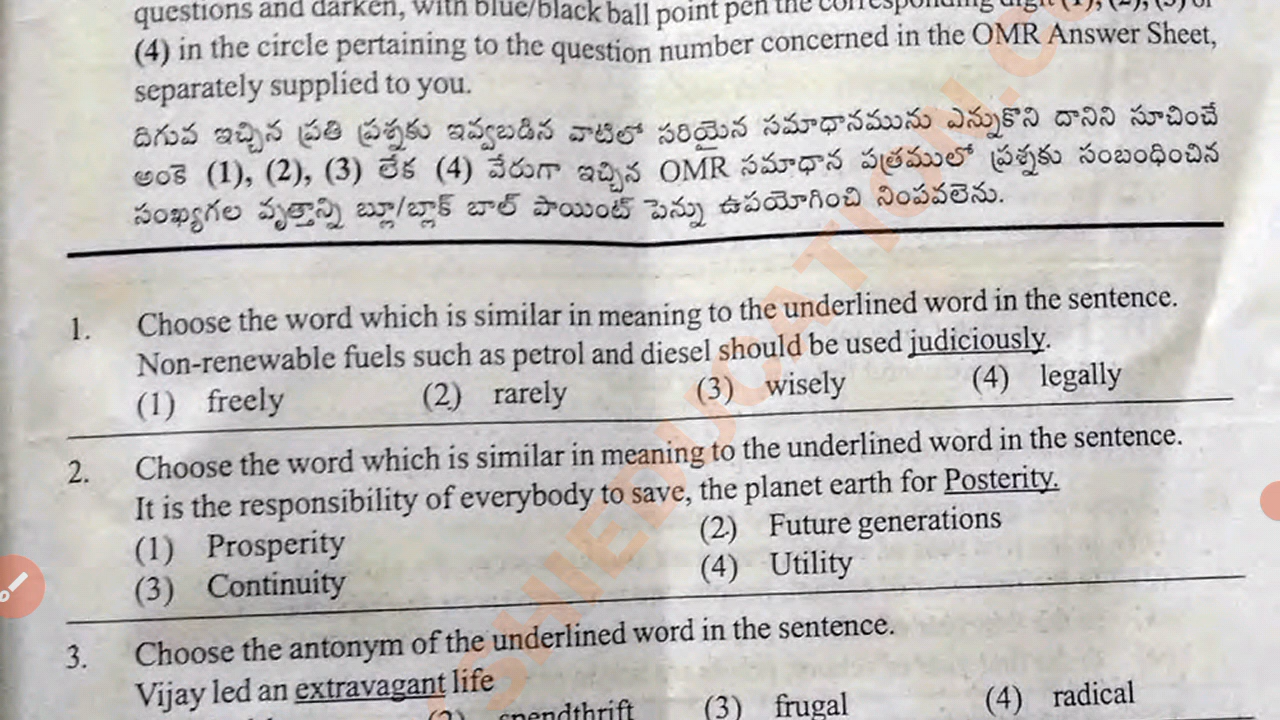 questions and darken, with blue/black ball point pen the corresponding digit (1), (2), (3) or
(4) in the circle pertaining to the question number concerned in the OMR Answer Sheet,
separately supplied to you.
దిగువ ఇచ్చిన ప్రతి ప్రశ్నకు ఇవ్వబడిన వాటిలో సరియైన సమాధానమును ఎన్నుకొని దానిని సూచించే
అంకె (1), (2), (3) లేక (4) వేరుగా ఇచ్చిన OMR సమాధాన పత్రములో ప్రశ్నకు సంబంధించిన
సంఖ్యగల వృత్తాన్ని బ్లూ/బ్లాక్ బాల్ పాయింట్ పెన్ను ఉపయోగించి నింపవలెను.
1. Choose the word which is similar in meaning to the underlined word in the sentence.
Non-renewable fuels such as petrol and diesel should be used judiciously.
(1) freely (2) rarely (3) wisely (4) legally
2. Choose the word which is similar in meaning to the underlined word in the sentence.
It is the responsibility of everybody to save, the planet earth for Posterity.
(1) Prosperity (2) Future generations
(3) Continuity (4) Utility
3. Choose the antonym of the underlined word in the sentence.
Vijay led an extravagant life
(2) spendthrift (3) frugal (4) radical